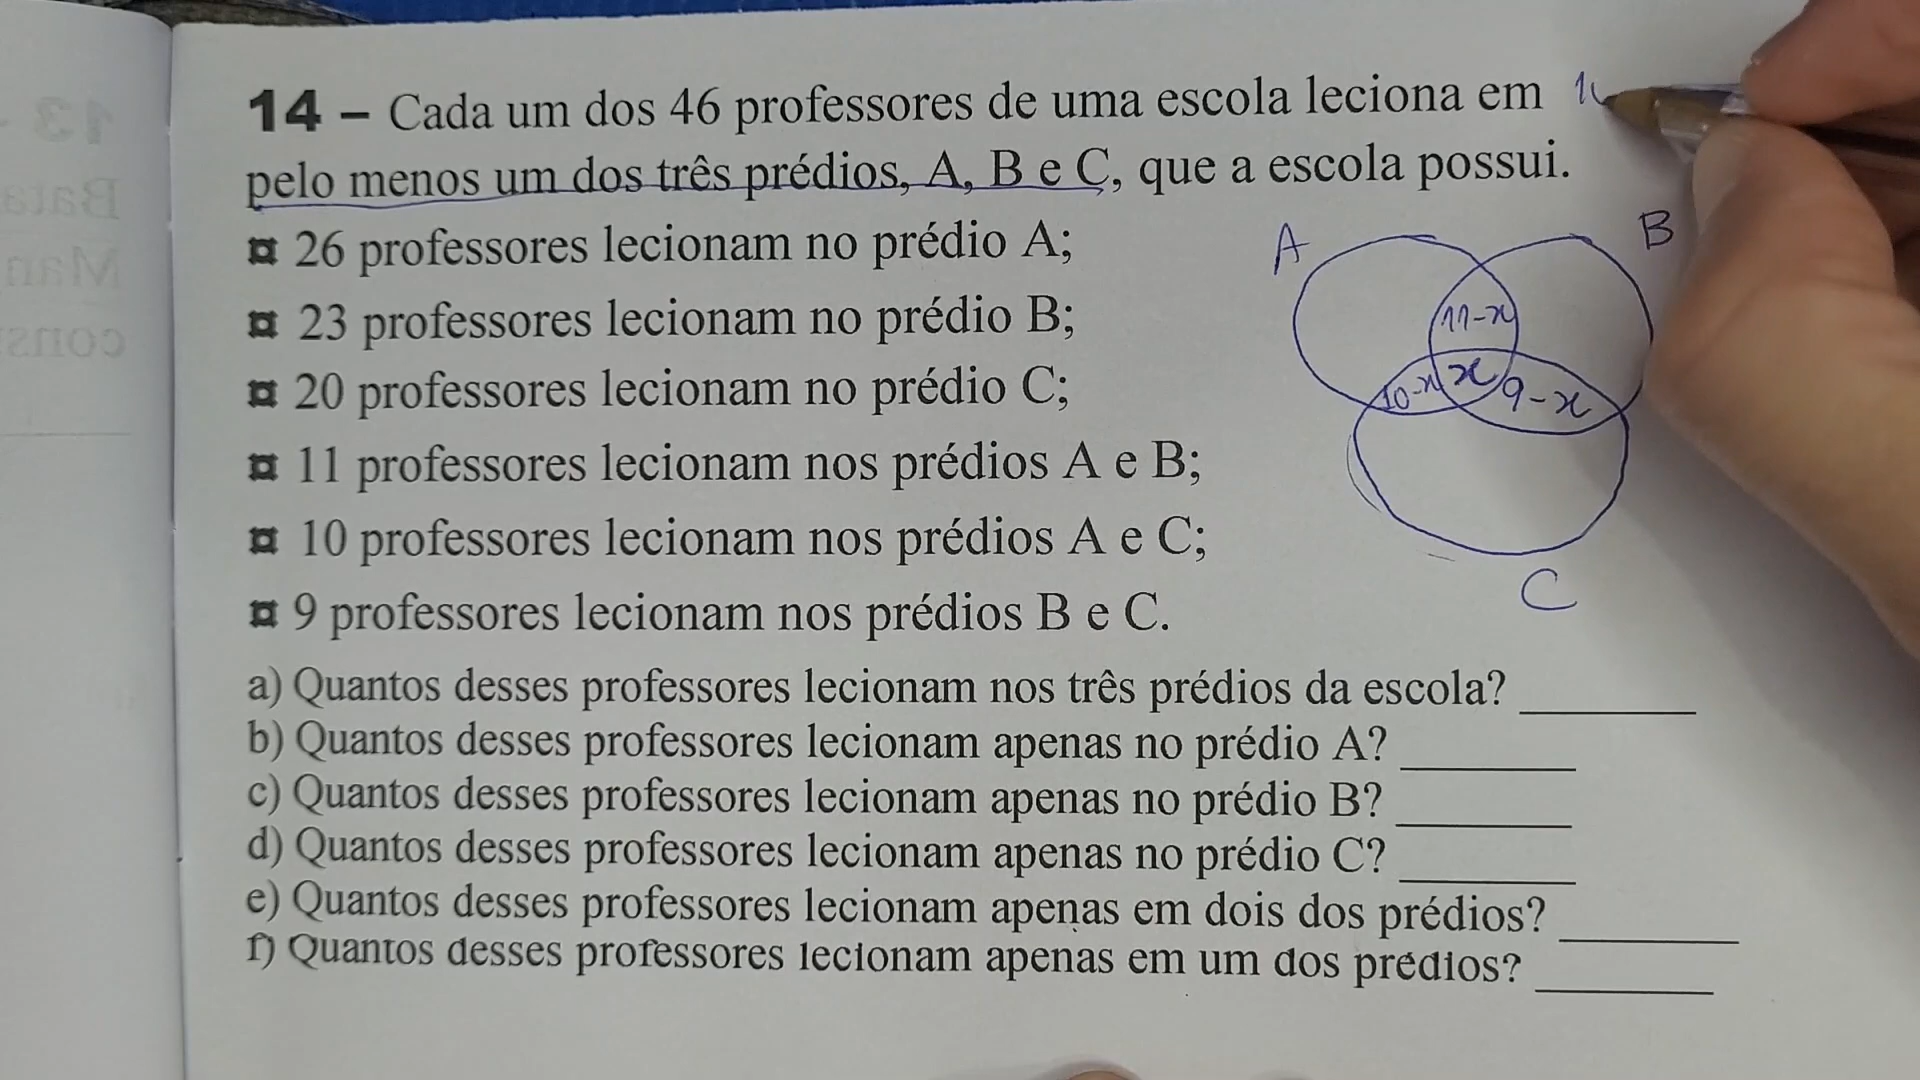 14 – Cada um dos 46 professores de uma escola leciona em
pelo menos um dos três prédios, A, B e C, que a escola possui.
¤ 26 professores lecionam no prédio A;
¤ 23 professores lecionam no prédio B;
¤ 20 professores lecionam no prédio C;
¤ 11 professores lecionam nos prédios A e B;
¤ 10 professores lecionam nos prédios A e C;
¤ 9 professores lecionam nos prédios B e C.
A
B
11-x
10-x
x
9-x
C
a) Quantos desses professores lecionam nos três prédios da escola?
b) Quantos desses professores lecionam apenas no prédio A?
c) Quantos desses professores lecionam apenas no prédio B?
d) Quantos desses professores lecionam apenas no prédio C?
e) Quantos desses professores lecionam apenas em dois dos prédios?
f) Quantos desses professores lecionam apenas em um dos prédios?